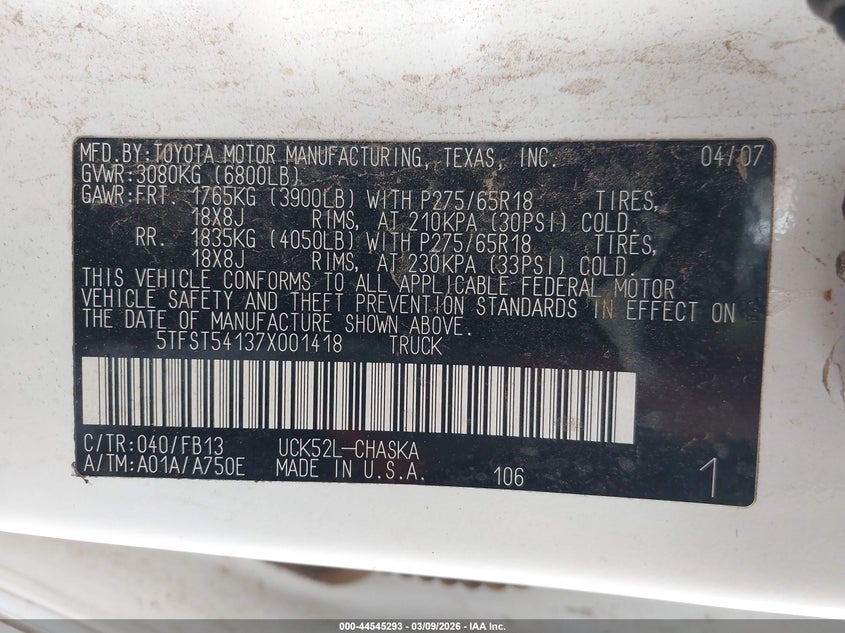 MFD.BY:TOYOTA MOTOR MANUFACTURING, TEXAS, INC. 04/07
GVWR:3080KG (6800LB)
GAWR:FRT. 1765KG (3900LB) WITH P275/65R18 TIRES,
18X8J RIMS, AT 210KPA (30PSI) COLD.
RR. 1835KG (4050LB) WITH P275/65R18 TIRES,
18X8J RIMS, AT 230KPA (33PSI) COLD.
THIS VEHICLE CONFORMS TO ALL APPLICABLE FEDERAL MOTOR
VEHICLE SAFETY AND THEFT PREVENTION STANDARDS IN EFFECT ON
THE DATE OF MANUFACTURE SHOWN ABOVE.
5TFST54137X001418 TRUCK
C/TR:040/FB13 UCK52L-CHASKA
A/TM:A01A/A750E MADE IN U.S.A. 106 1
000-44545293 | 03/09/2026 | IAA Inc.